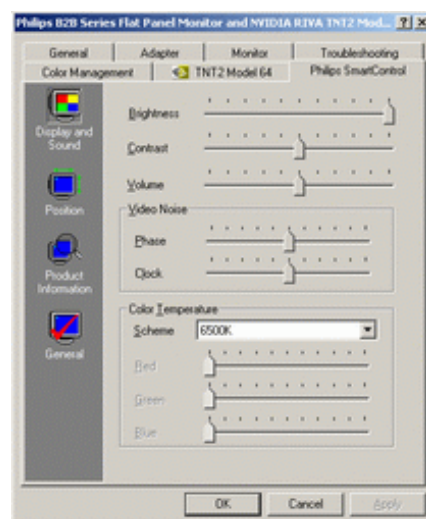 Philips B2B Series Flat Panel Monitor and NVIDIA RIVA TNT2 Mod...
General Adapter Monitor Troubleshooting
Color Management TNT2 Model 64 Philips SmartControl
Display and
Sound
Position
Product
Information
General
Brightness
Contrast
Volume
Video Noise
Phase
Clock
Color Temperature
Scheme 6500K
Red
Green
Blue
OK Cancel Apply